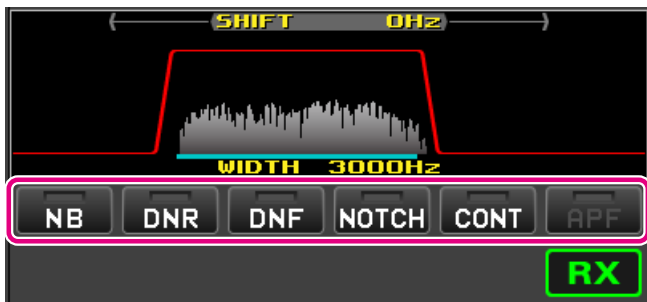 SHIFT 0Hz
WIDTH 3000Hz
NB DNR DNF NOTCH CONT APF
RX